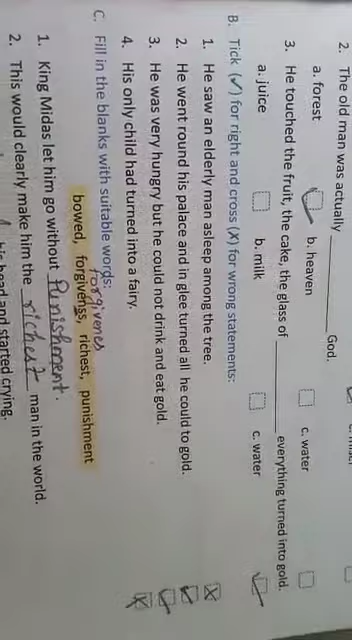 2. The old man was actually ________ God.
a. forest b. heaven c. water
3. He touched the fruit, the cake, the glass of ________ everything turned into gold.
a. juice b. milk c. water
B. Tick (✓) for right and cross (X) for wrong statements:
1. He saw an elderly man asleep among the tree. X
2. He went round his palace and in glee turned all he could to gold. ✓
3. He was very hungry but he could not drink and eat gold. ✓
4. His only child had turned into a fairy. X
C. Fill in the blanks with suitable words:
forgivenes
bowed, forgivenss, richest, punishment
1. King Midas let him go without Punishment.
2. This would clearly make him the richest man in the world.
head and started crying.